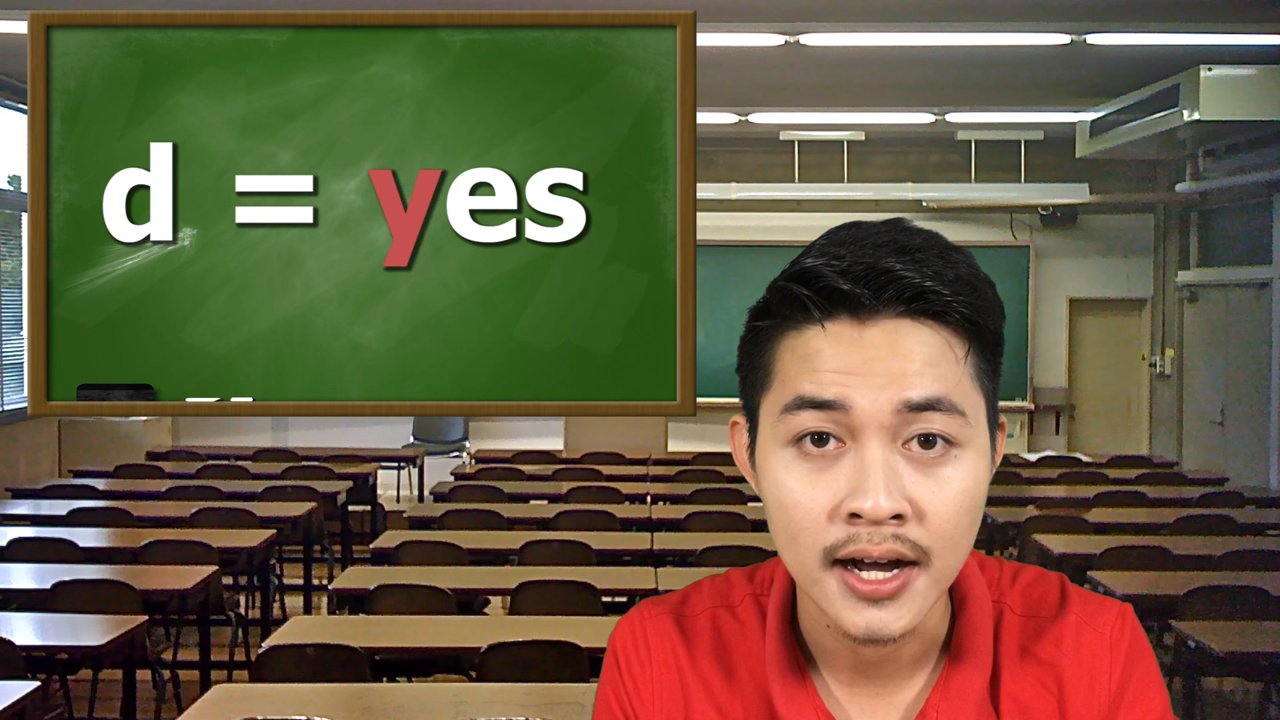 d = yes